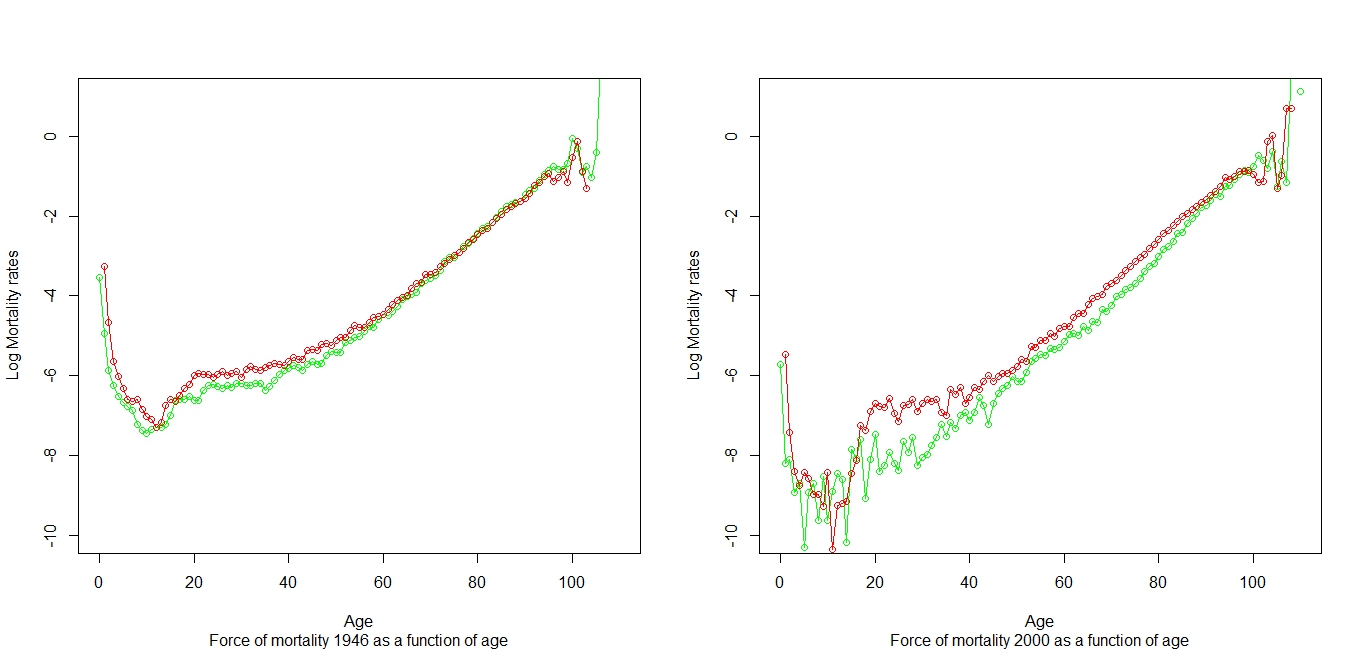 Log Mortality rates
0
-2
-4
-6
-8
-10
0 20 40 60 80 100
Age
Force of mortality 1946 as a function of age
Log Mortality rates
0
-2
-4
-6
-8
-10
0 20 40 60 80 100
Age
Force of mortality 2000 as a function of age